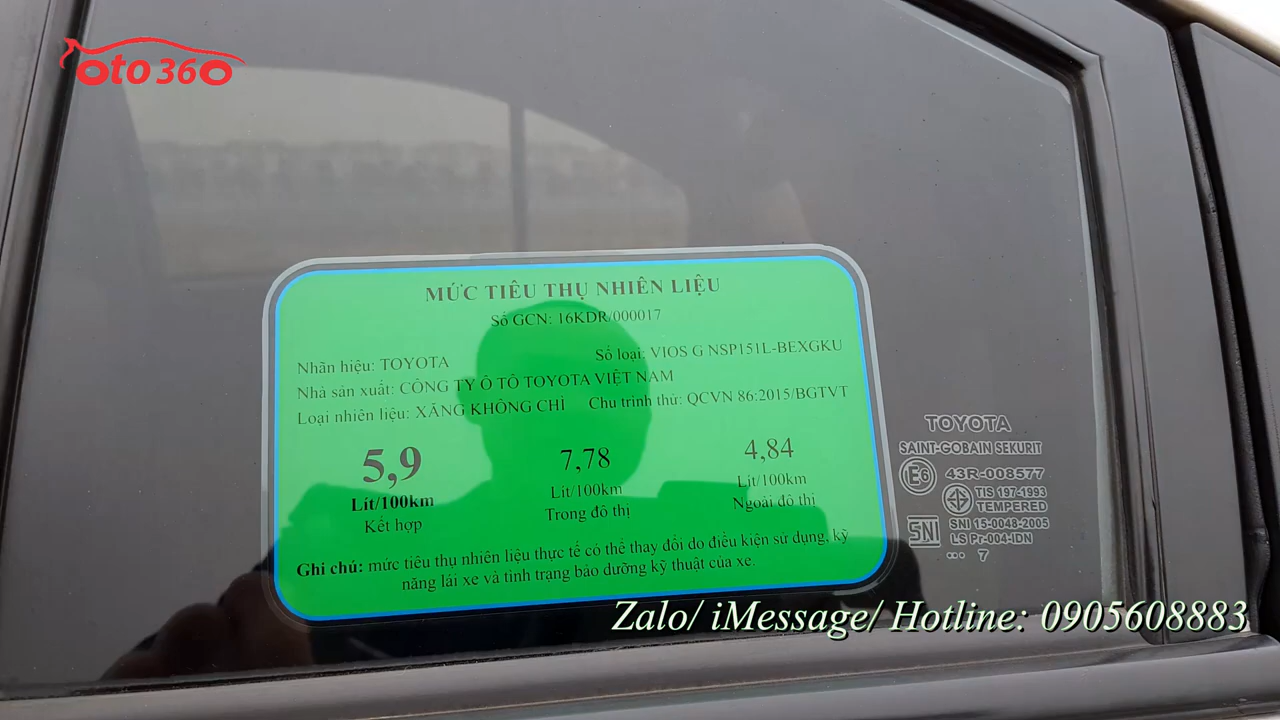 oto 360
MỨC TIÊU THỤ NHIÊN LIỆU
Số GCN: 16KDR/000017
Nhãn hiệu: TOYOTA Số loại: VIOS G NSP151L-BEXGKU
Nhà sản xuất: CÔNG TY Ô TÔ TOYOTA VIỆT NAM
Loại nhiên liệu: XĂNG KHÔNG CHÌ Chu trình thử: QCVN 86:2015/BGTVT
5,9 7,78 4,84
Lít/100km Lít/100km Lít/100km
Kết hợp Trong đô thị Ngoài đô thị
Ghi chú: mức tiêu thụ nhiên liệu thực tế có thể thay đổi do điều kiện sử dụng, kỹ
năng lái xe và tình trạng bảo dưỡng kỹ thuật của xe.
TOYOTA
SAINT-GOBAIN SEKURIT
E6 43R-008577
TIS 197-1993
TEMPERED
SNI SNI 15-0048-2005
LS Pr-004-IDN
... 7
Zalo/ iMessage/ Hotline: 0905608883